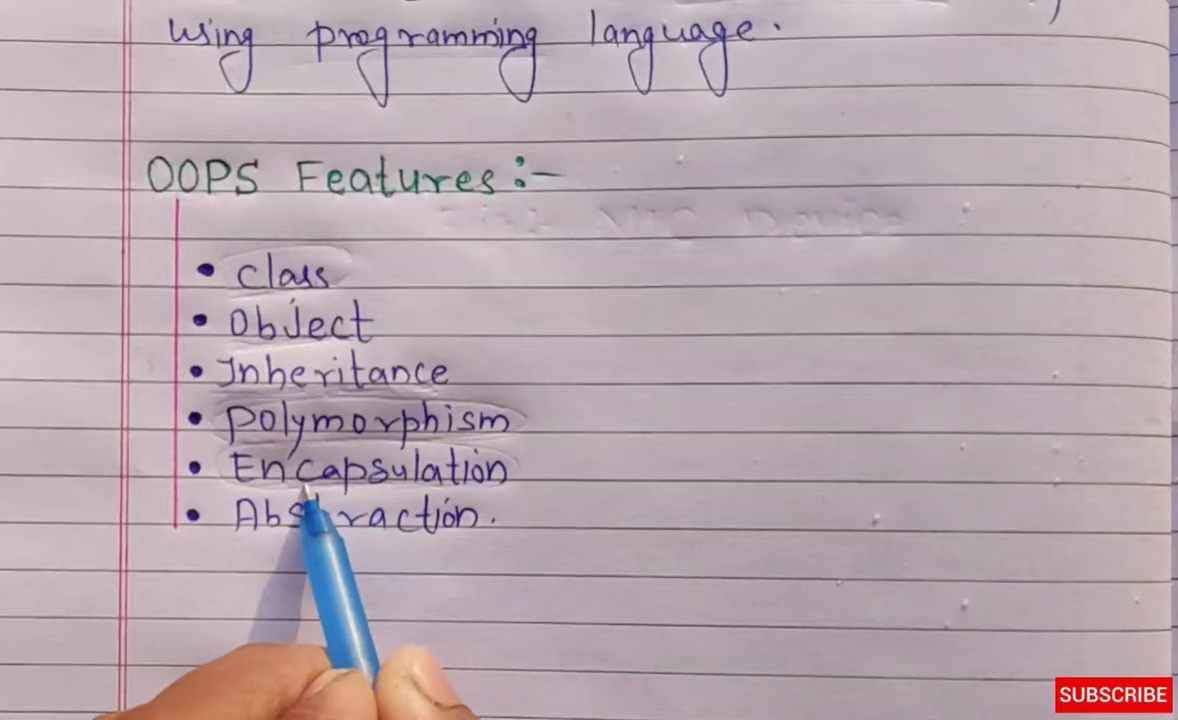 using programming language.
OOPS Features:-
• class
• Object
• Inheritance
• polymorphism
• Encapsulation
• Abstraction.
SUBSCRIBE